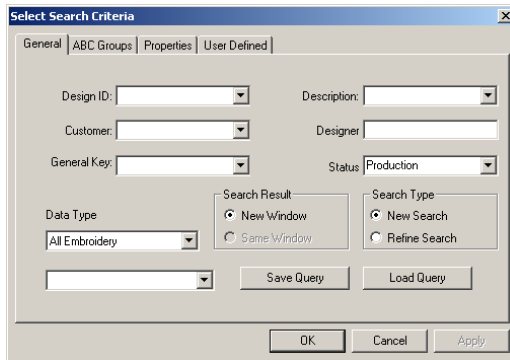 Select Search Criteria
General ABC Groups Properties User Defined
Design ID: Description:
Customer: Designer
General Key: Status Production
Search Result Search Type
Data Type New Window New Search
All Embroidery Same Window Refine Search
Save Query Load Query
OK Cancel Apply